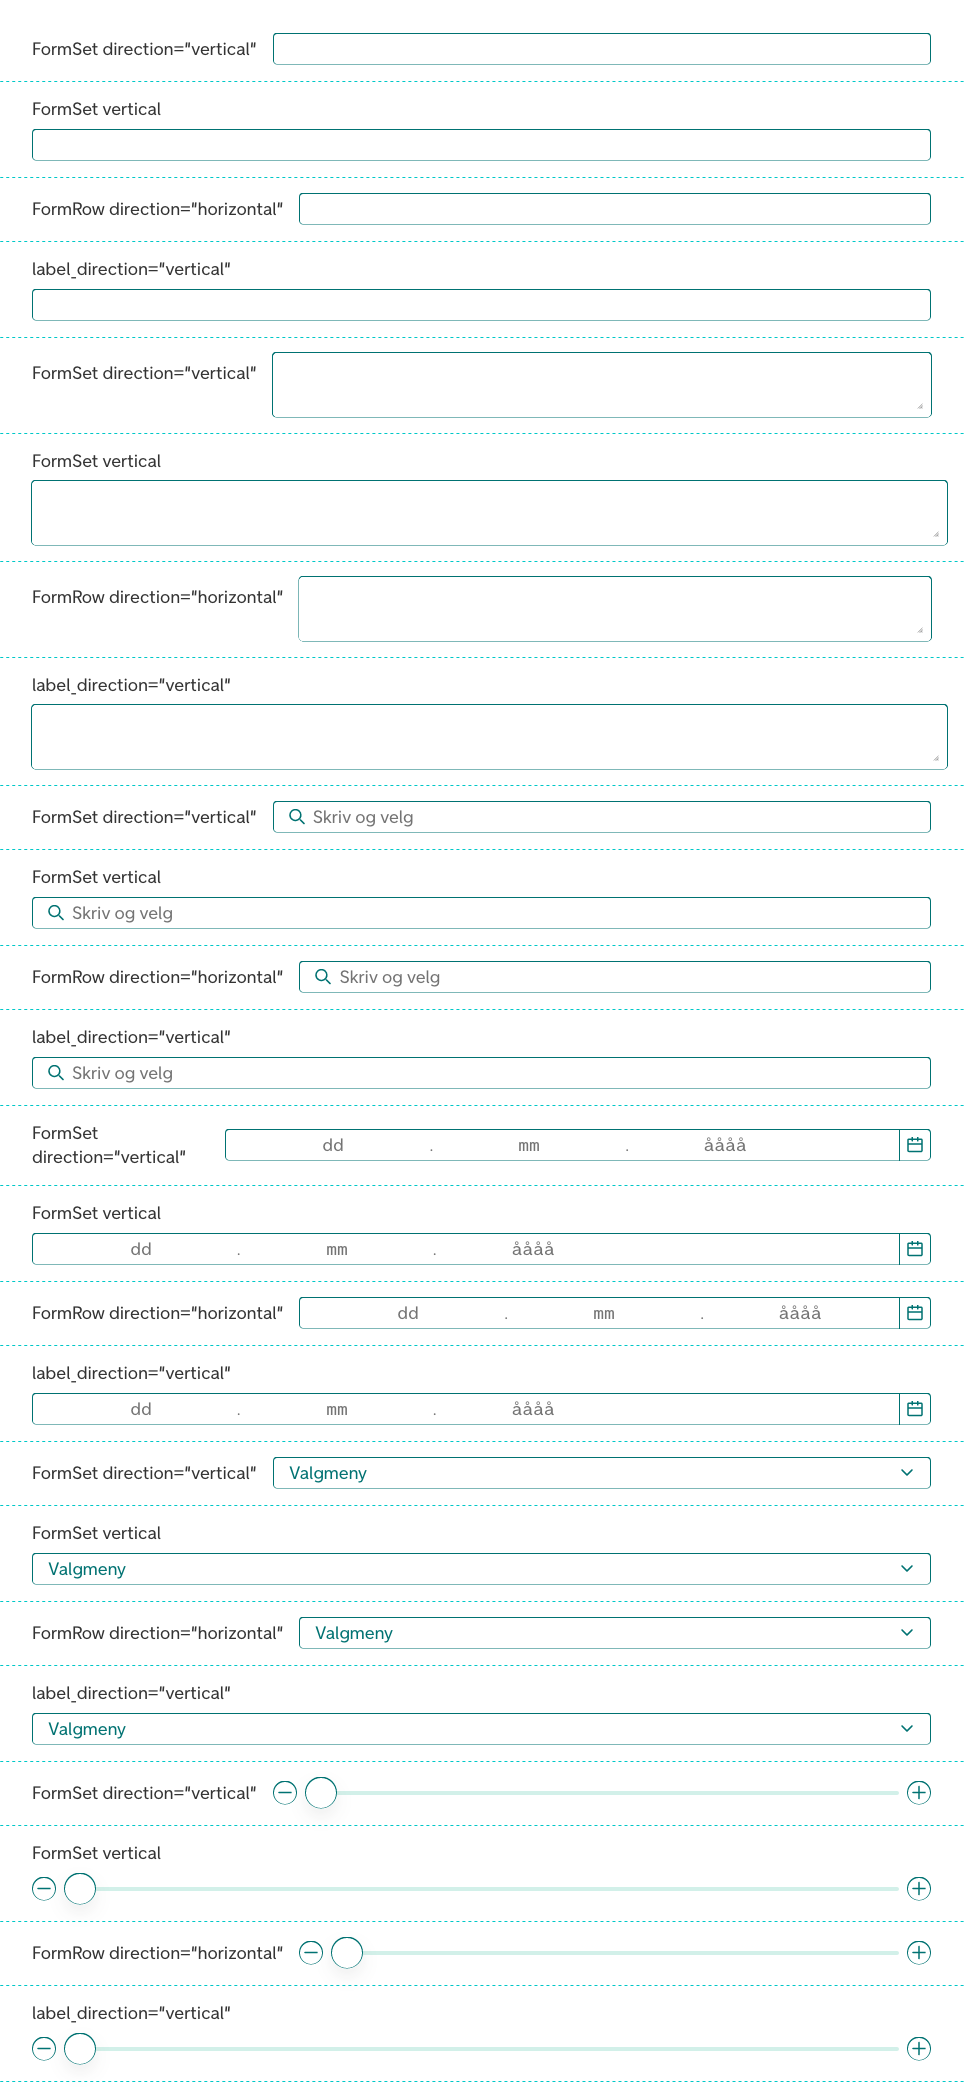 FormSet direction="vertical"
FormSet vertical
FormRow direction="horizontal"
label_direction="vertical"
FormSet direction="vertical"
FormSet vertical
FormRow direction="horizontal"
label_direction="vertical"
FormSet direction="vertical" Skriv og velg
FormSet vertical
Skriv og velg
FormRow direction="horizontal" Skriv og velg
label_direction="vertical"
Skriv og velg
FormSet
direction="vertical" dd . mm . åååå
FormSet vertical
dd . mm . åååå
FormRow direction="horizontal" dd . mm . åååå
label_direction="vertical"
dd . mm . åååå
FormSet direction="vertical" Valgmeny
FormSet vertical
Valgmeny
FormRow direction="horizontal" Valgmeny
label_direction="vertical"
Valgmeny
FormSet direction="vertical"
FormSet vertical
FormRow direction="horizontal"
label_direction="vertical"